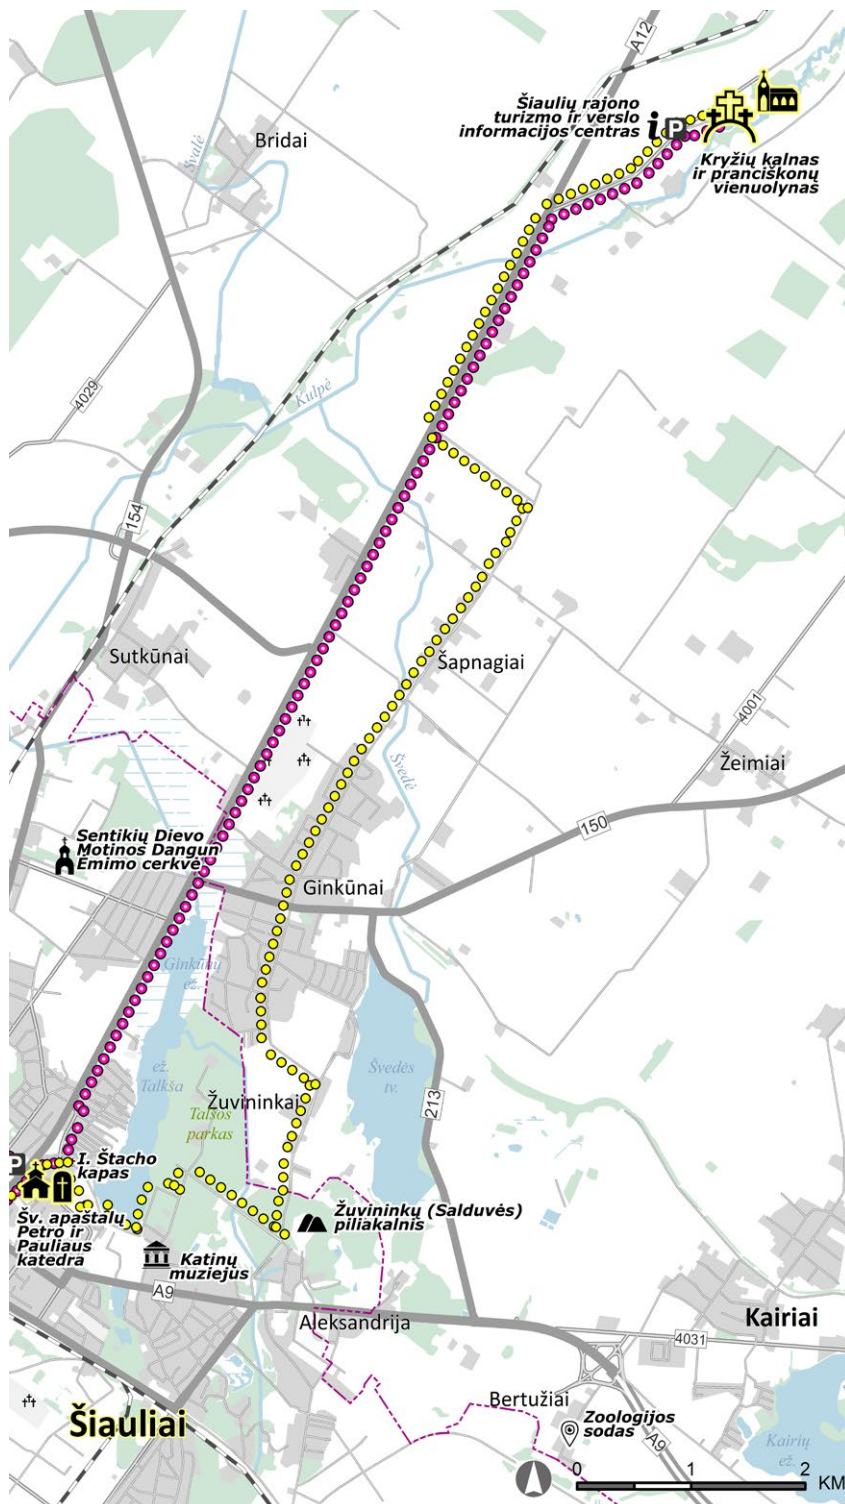 A12
Šiaulių rajono
turizmo ir verslo
informacijos centras
i
P
Kryžių kalnas
ir pranciškonų
vienuolynas
Bridai
Švalė
4029
Kulpė
154
Sutkūnai
Šapnagiai
4001
Žeimiai
Švedė
150
Sentikių Dievo
Motinos Dangun
Ėmimo cerkvė
Ginkūnai
Ginkūnų
ež.
ež.
Talkša
Švedės
tv.
Žuvininkai
Talšos
parkas
213
P
I. Štacho
kapas
Šv. apaštalų
Petro ir
Pauliaus
katedra
Žuvininkų (Salduvės)
piliakalnis
Katinų
muziejus
A9
Aleksandrija
Kairiai
4031
Bertužiai
Šiauliai
Zoologijos
sodas
A9
Kairių
ež.
0 1 2
KM